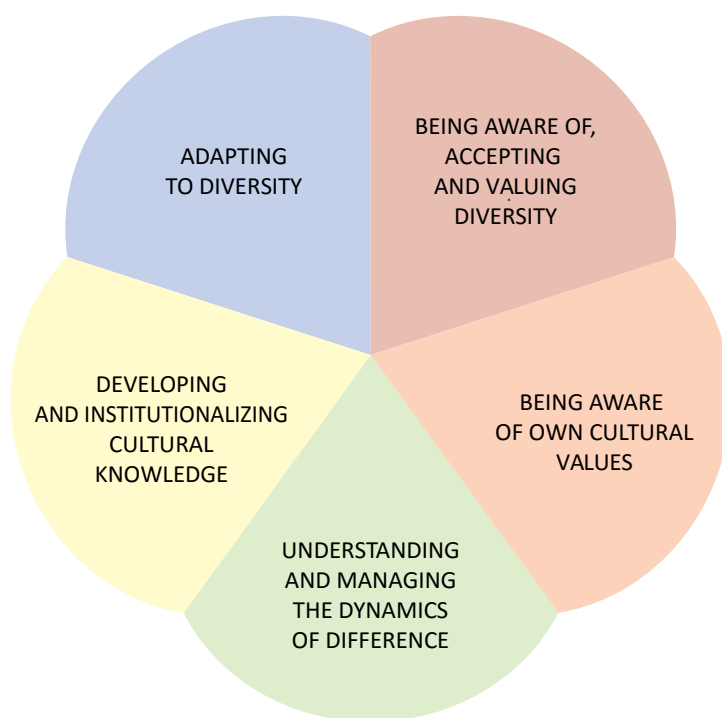 BEING AWARE OF,
ACCEPTING
AND VALUING
DIVERSITY
BEING AWARE
OF OWN CULTURAL
VALUES
UNDERSTANDING
AND MANAGING
THE DYNAMICS
OF DIFFERENCE
DEVELOPING
AND INSTITUTIONALIZING
CULTURAL
KNOWLEDGE
ADAPTING
TO DIVERSITY